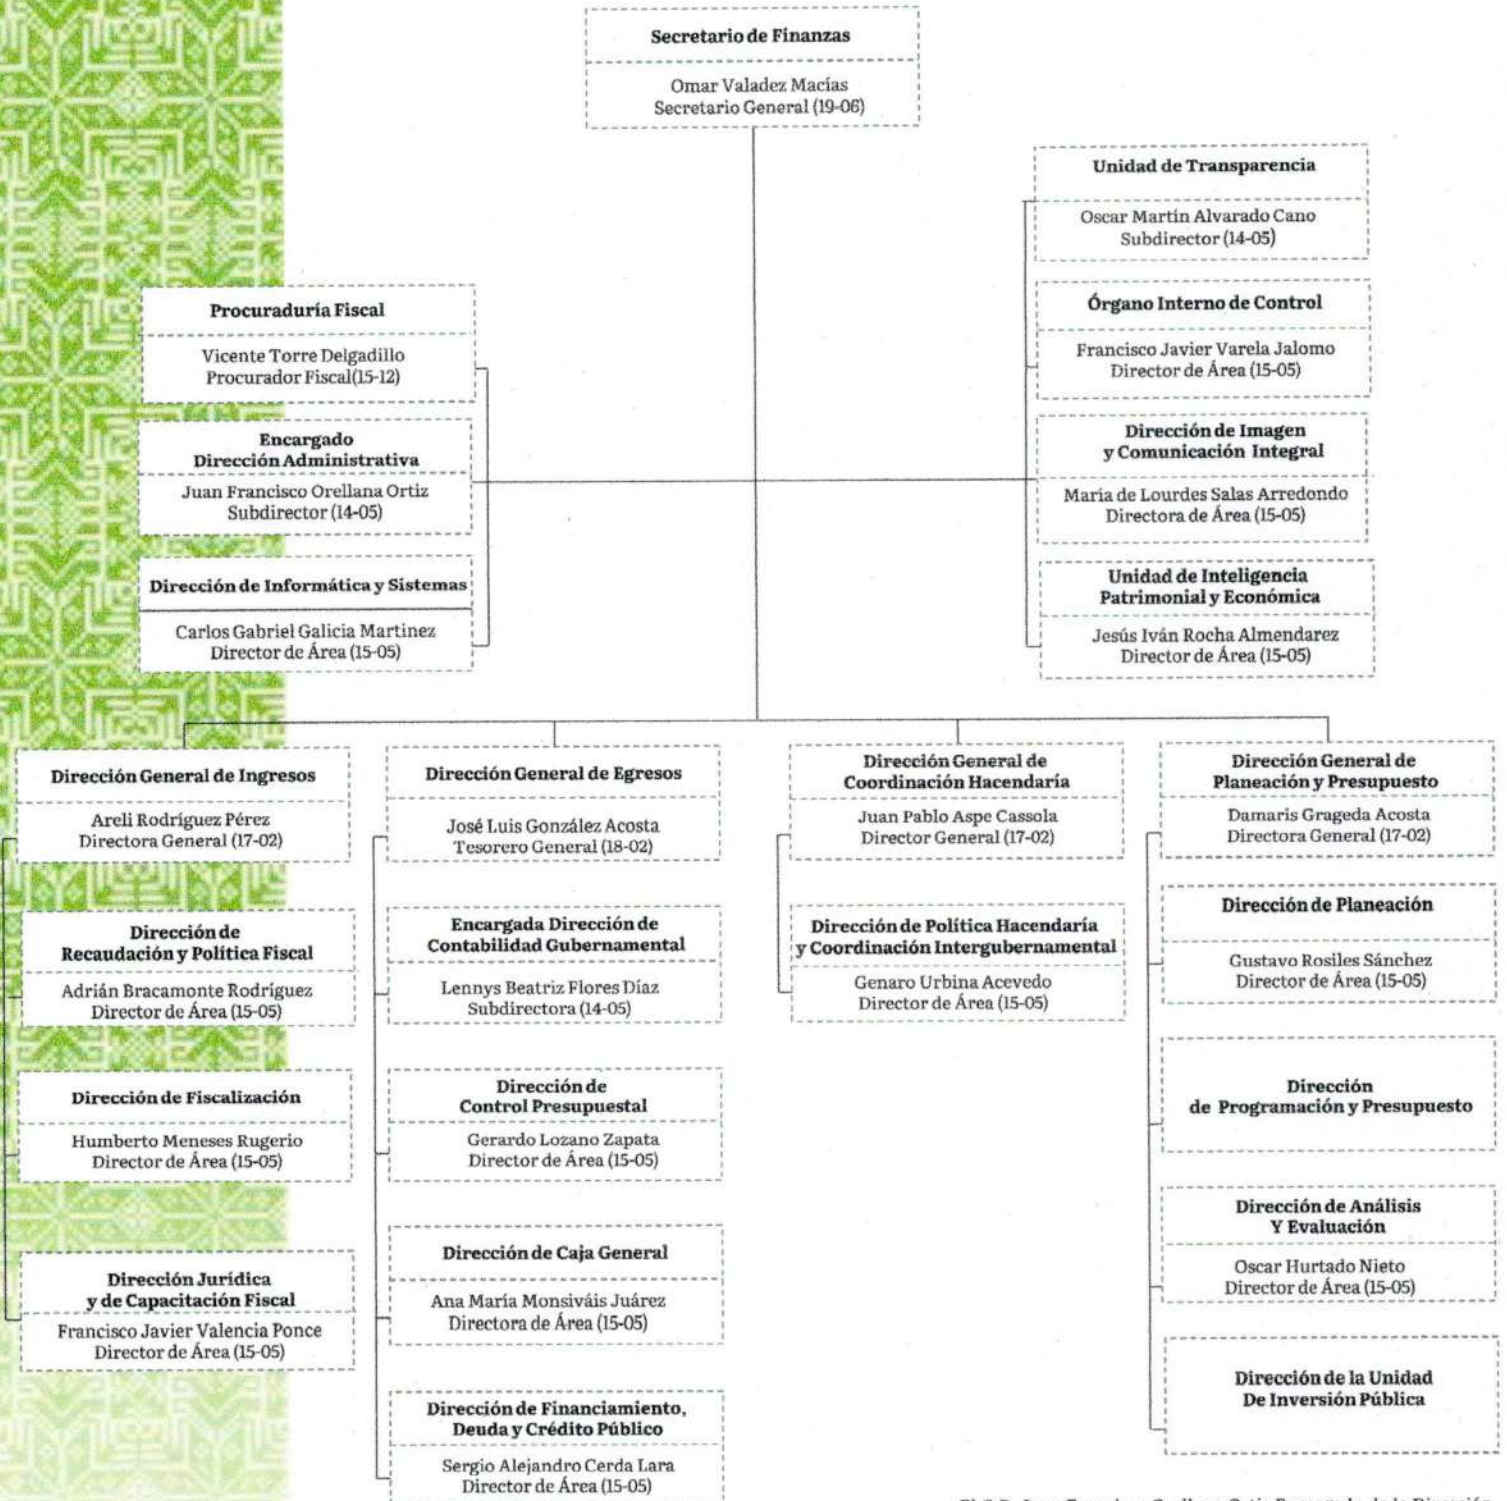 Secretario de Finanzas
Omar Valadez Macías
Secretario General (19-06)
Unidad de Transparencia
Oscar Martín Alvarado Cano
Subdirector (14-05)
Procuraduría Fiscal
Vicente Torre Delgadillo
Procurador Fiscal(15-12)
Órgano Interno de Control
Francisco Javier Varela Jalomo
Director de Área (15-05)
Encargado
Dirección Administrativa
Juan Francisco Orellana Ortiz
Subdirector (14-05)
Dirección de Imagen
y Comunicación Integral
María de Lourdes Salas Arredondo
Directora de Área (15-05)
Dirección de Informática y Sistemas
Carlos Gabriel Galicia Martinez
Director de Área (15-05)
Unidad de Inteligencia
Patrimonial y Económica
Jesús Iván Rocha Almendarez
Director de Área (15-05)
Dirección General de Ingresos
Areli Rodríguez Pérez
Directora General (17-02)
Dirección de
Recaudación y Política Fiscal
Adrián Bracamonte Rodríguez
Director de Área (15-05)
Dirección de Fiscalización
Humberto Meneses Rugerio
Director de Área (15-05)
Dirección Jurídica
y de Capacitación Fiscal
Francisco Javier Valencia Ponce
Director de Área (15-05)
Dirección General de Egresos
José Luis González Acosta
Tesorero General (18-02)
Encargada Dirección de
Contabilidad Gubernamental
Lennys Beatriz Flores Díaz
Subdirectora (14-05)
Dirección de
Control Presupuestal
Gerardo Lozano Zapata
Director de Área (15-05)
Dirección de Caja General
Ana María Monsiváis Juárez
Directora de Área (15-05)
Dirección de Financiamiento,
Deuda y Crédito Público
Sergio Alejandro Cerda Lara
Director de Área (15-05)
Dirección General de
Coordinación Hacendaría
Juan Pablo Aspe Cassola
Director General (17-02)
Dirección de Política Hacendaría
y Coordinación Intergubernamental
Genaro Urbina Acevedo
Director de Área (15-05)
Dirección General de
Planeación y Presupuesto
Damaris Grageda Acosta
Directora General (17-02)
Dirección de Planeación
Gustavo Rosiles Sánchez
Director de Área (15-05)
Dirección
de Programación y Presupuesto
Dirección de Análisis
Y Evaluación
Oscar Hurtado Nieto
Director de Área (15-05)
Dirección de la Unidad
De Inversión Pública